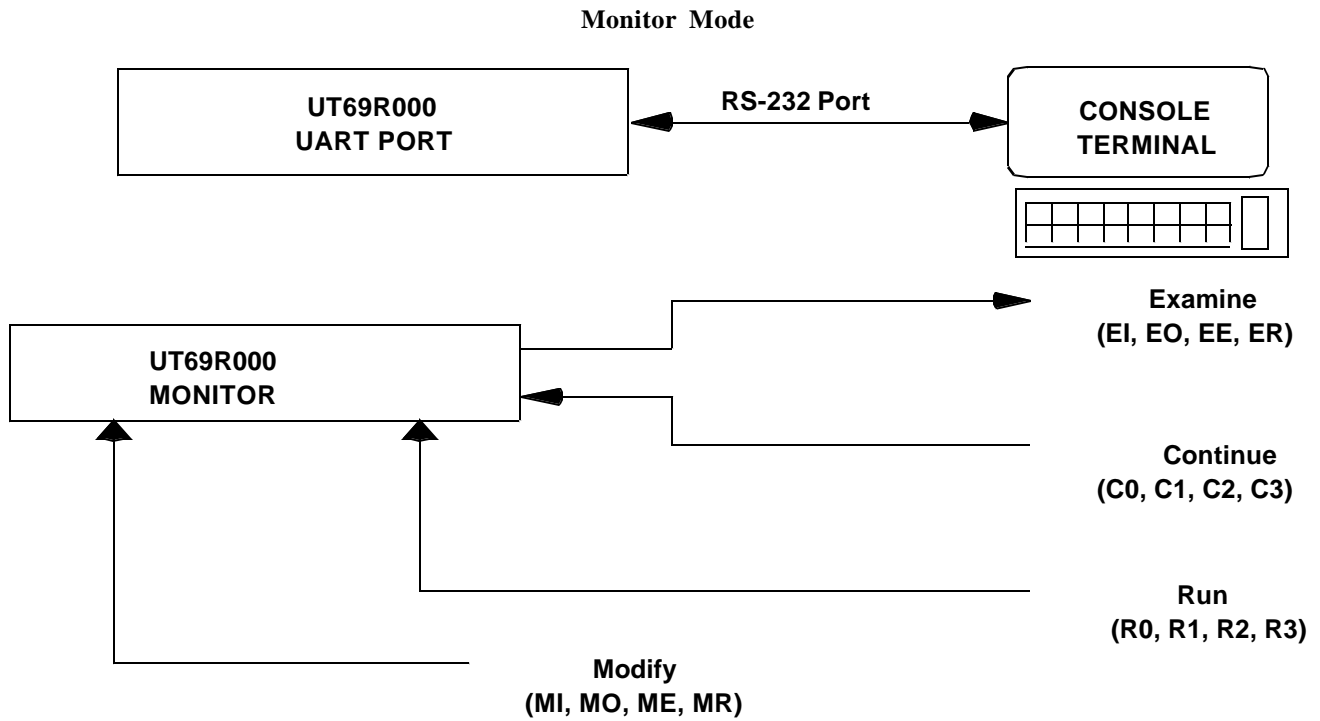 Monitor Mode
UT69R000
UART PORT
RS-232 Port
CONSOLE
TERMINAL
UT69R000
MONITOR
Examine
(EI, EO, EE, ER)
Continue
(C0, C1, C2, C3)
Run
(R0, R1, R2, R3)
Modify
(MI, MO, ME, MR)